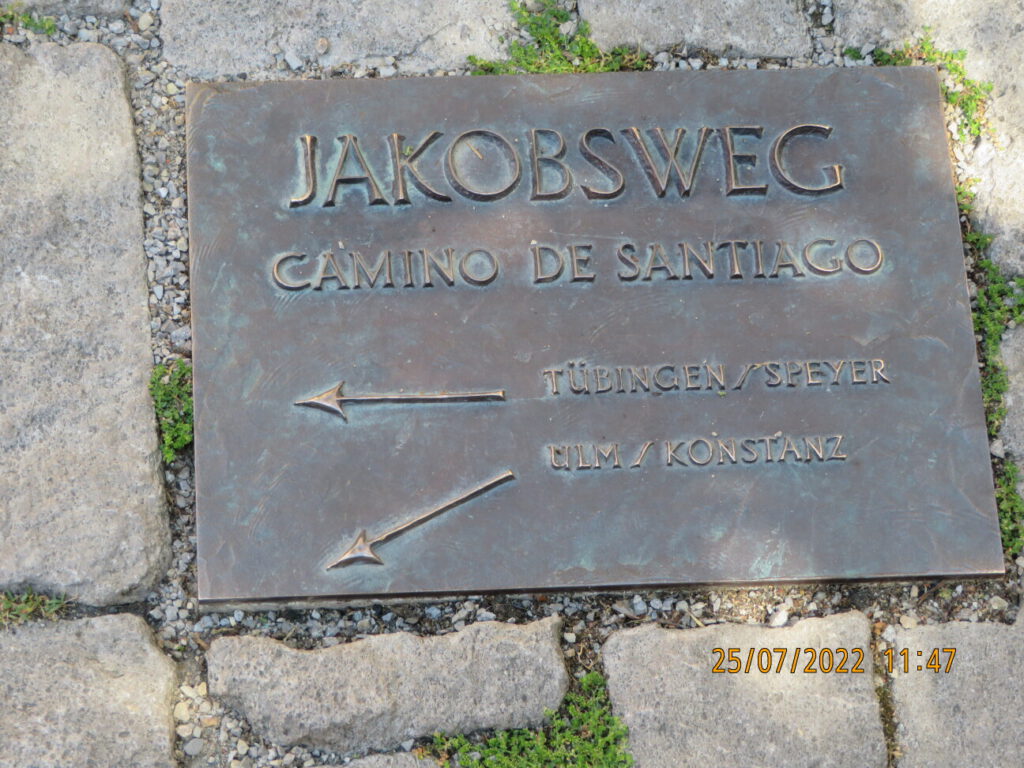 JAKOBSWEG
CAMINO DE SANTIAGO
TÜBINGEN/SPEYER
ULM/KONSTANZ
25/07/2022 11:47